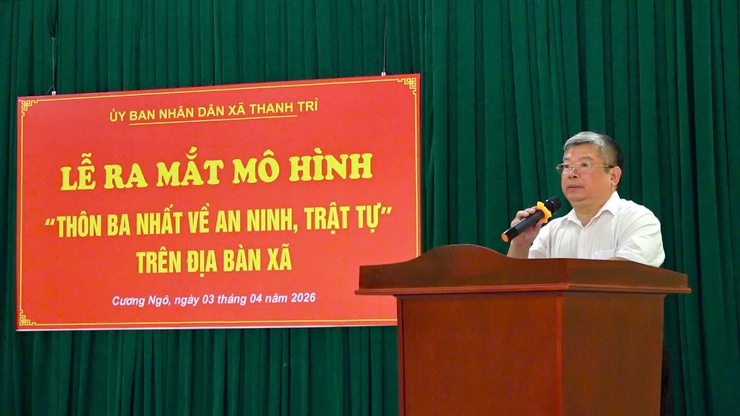 ỦY BAN NHÂN DÂN XÃ THANH TRÌ
LỄ RA MẮT MÔ HÌNH
“THÔN BA NHẤT VỀ AN NINH, TRẬT TỰ”
TRÊN ĐỊA BÀN XÃ
Cương Ngô, ngày 03 tháng 04 năm 2026